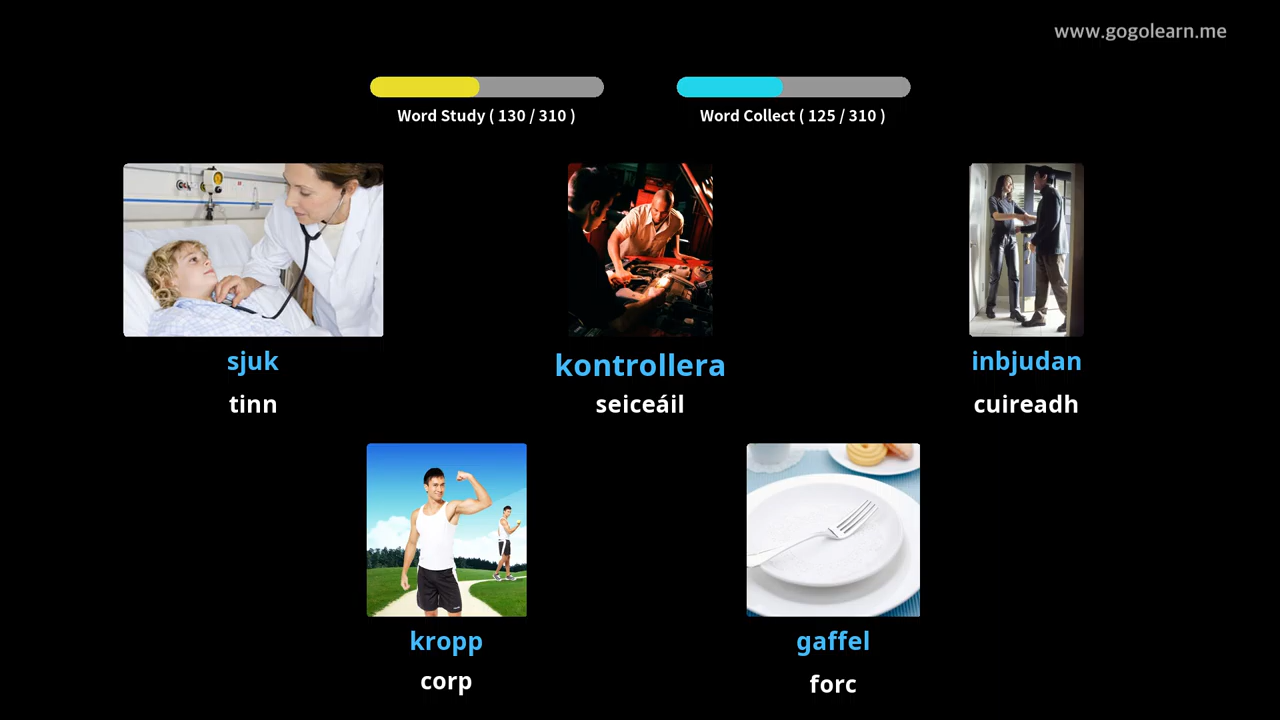 www.gogolearn.me
Word Study ( 130 / 310 )
Word Collect ( 125 / 310 )
sjuk
tinn
kontrollera
seiceáil
inbjudan
cuireadh
kropp
corp
gaffel
forc